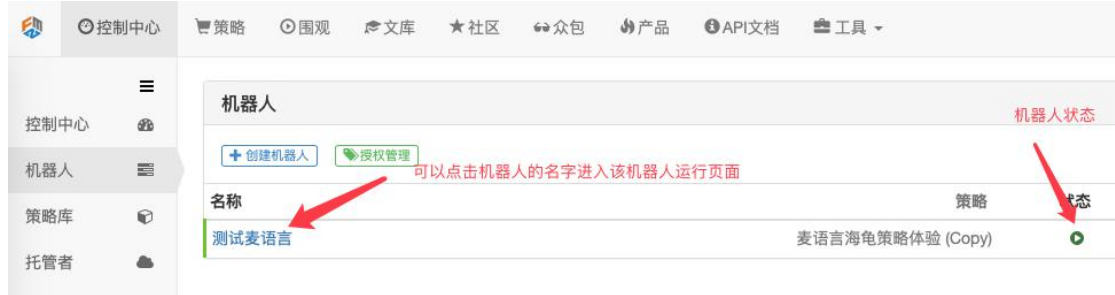 控制中心 策略 围观 文库 社区 众包 产品 API文档 工具
机器人
机器人状态
控制中心
创建机器人 授权管理
可以点击机器人的名字进入该机器人运行页面
机器人
名称 策略 状态
策略库
测试麦语言 麦语言海龟策略体验 (Copy)
托管者